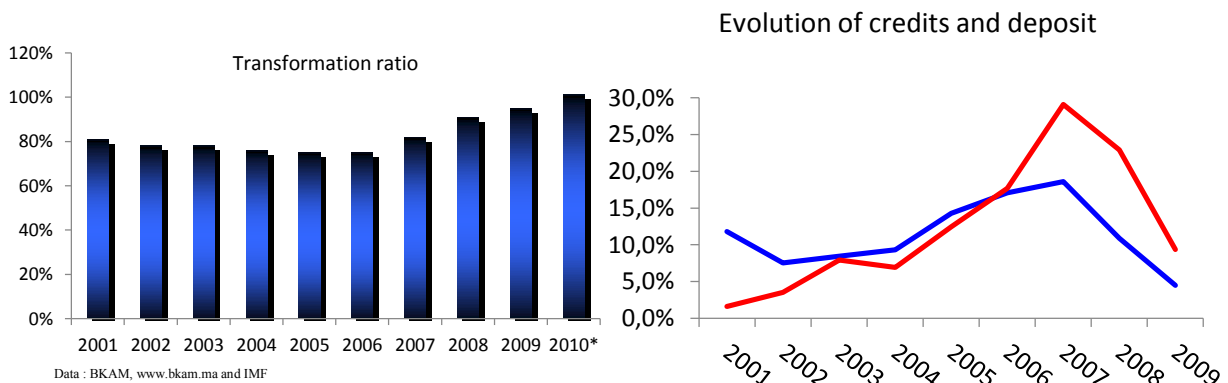 Transformation ratio
120%
100%
80%
60%
40%
20%
0%
2001 2002 2003 2004 2005 2006 2007 2008 2009 2010*
Data : BKAM, www.bkam.ma and IMF
Evolution of credits and deposit
30,0%
25,0%
20,0%
15,0%
10,0%
5,0%
0,0%
2001 2002 2003 2004 2005 2006 2007 2008 2009